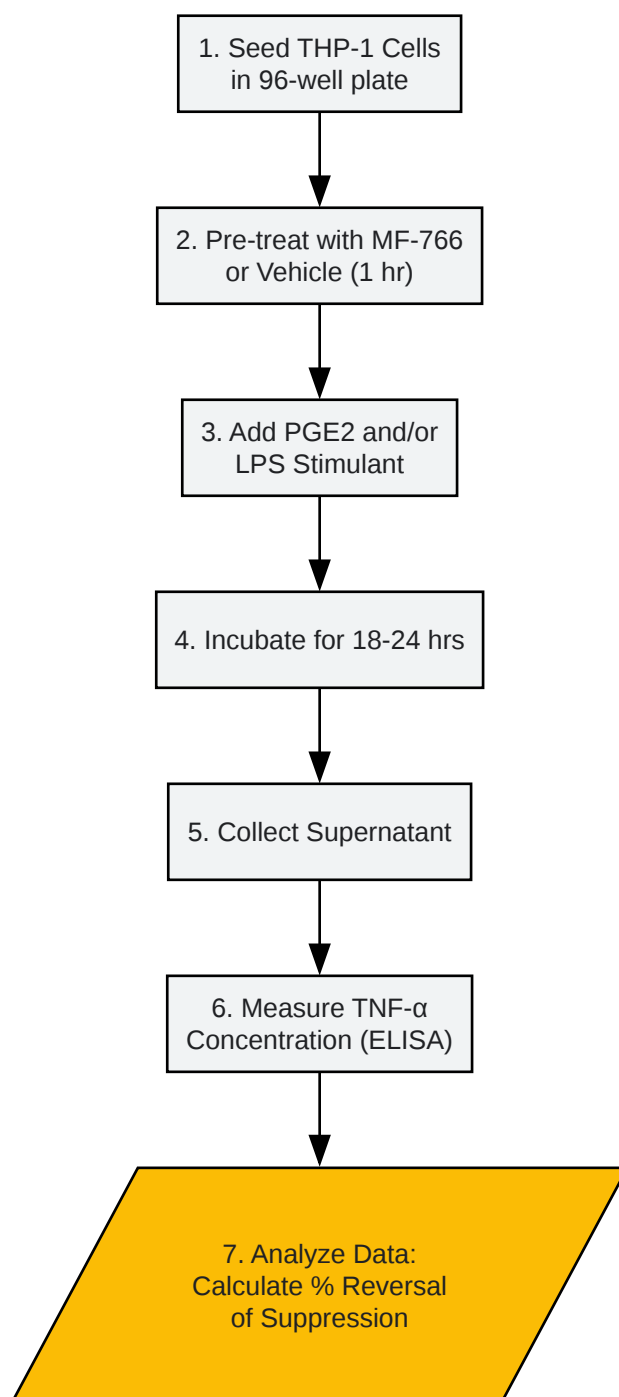 1. Seed THP-1 Cells
in 96-well plate
2. Pre-treat with MF-766
or Vehicle (1 hr)
3. Add PGE2 and/or
LPS Stimulant
4. Incubate for 18-24 hrs
5. Collect Supernatant
6. Measure TNF-α
Concentration (ELISA)
7. Analyze Data:
Calculate % Reversal
of Suppression